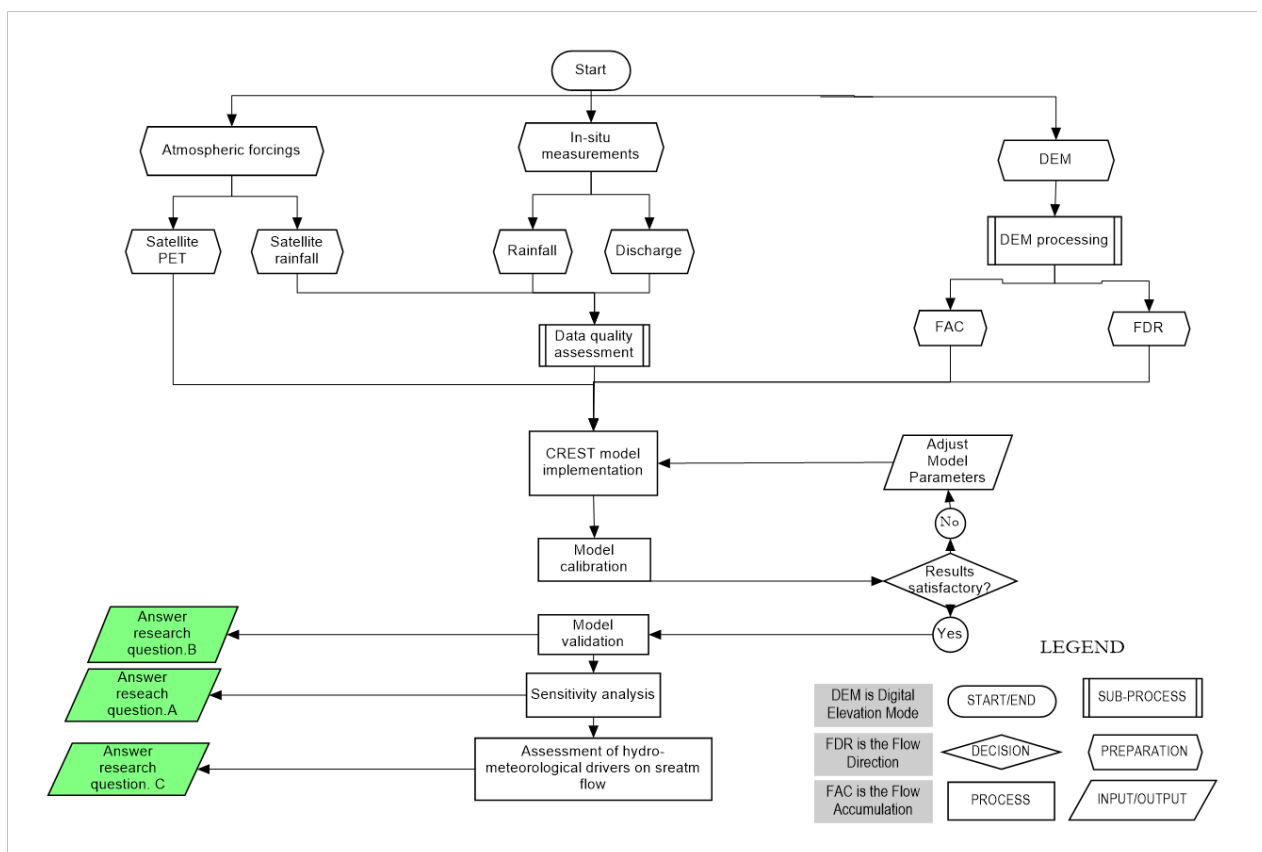 Start
Atmospheric forcings
In-situ
measurements
DEM
Satellite
PET
Satellite
rainfall
Rainfall
Discharge
DEM processing
FAC
FDR
Data quality
assessment
CREST model
implementation
Adjust
Model
Parameters
No
Model
calibration
Results
satisfactory?
Yes
Model
validation
Answer
research
question.B
Sensitivity analysis
Answer
reseach
question.A
Assessment of hydro-
meteorological drivers on sreatm
flow
Answer
research
question. C
LEGEND
DEM is Digital
Elevation Mode
START/END
SUB-PROCESS
FDR is the Flow
Direction
DECISION
PREPARATION
FAC is the Flow
Accumulation
PROCESS
INPUT/OUTPUT